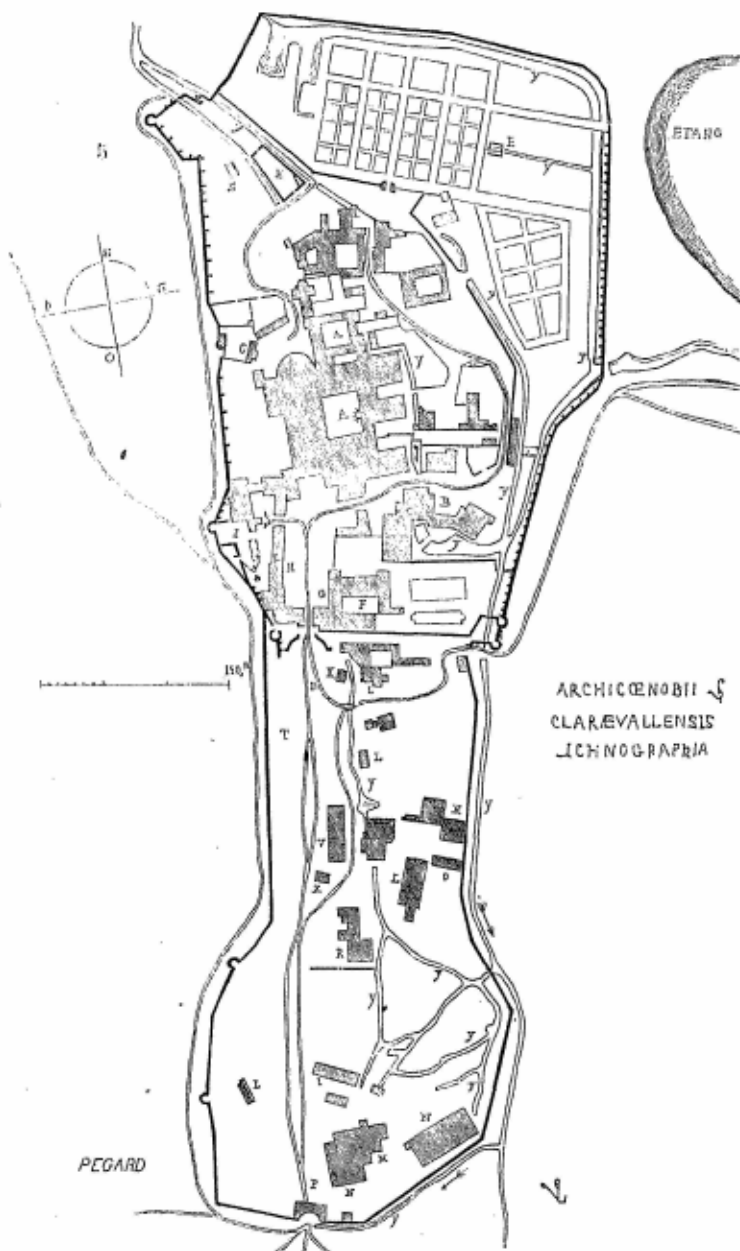 ETANG
150.m
ARCHICŒNOBII
CLARÆVALLENSIS
ICHNOGRAPHIA
PEGARD
A
A
B
C
E
F
G
H
I
L
L
L
L
M
N
N
O
P
R
T
V
X
X
y
y
y
y
y
y
y
y
y